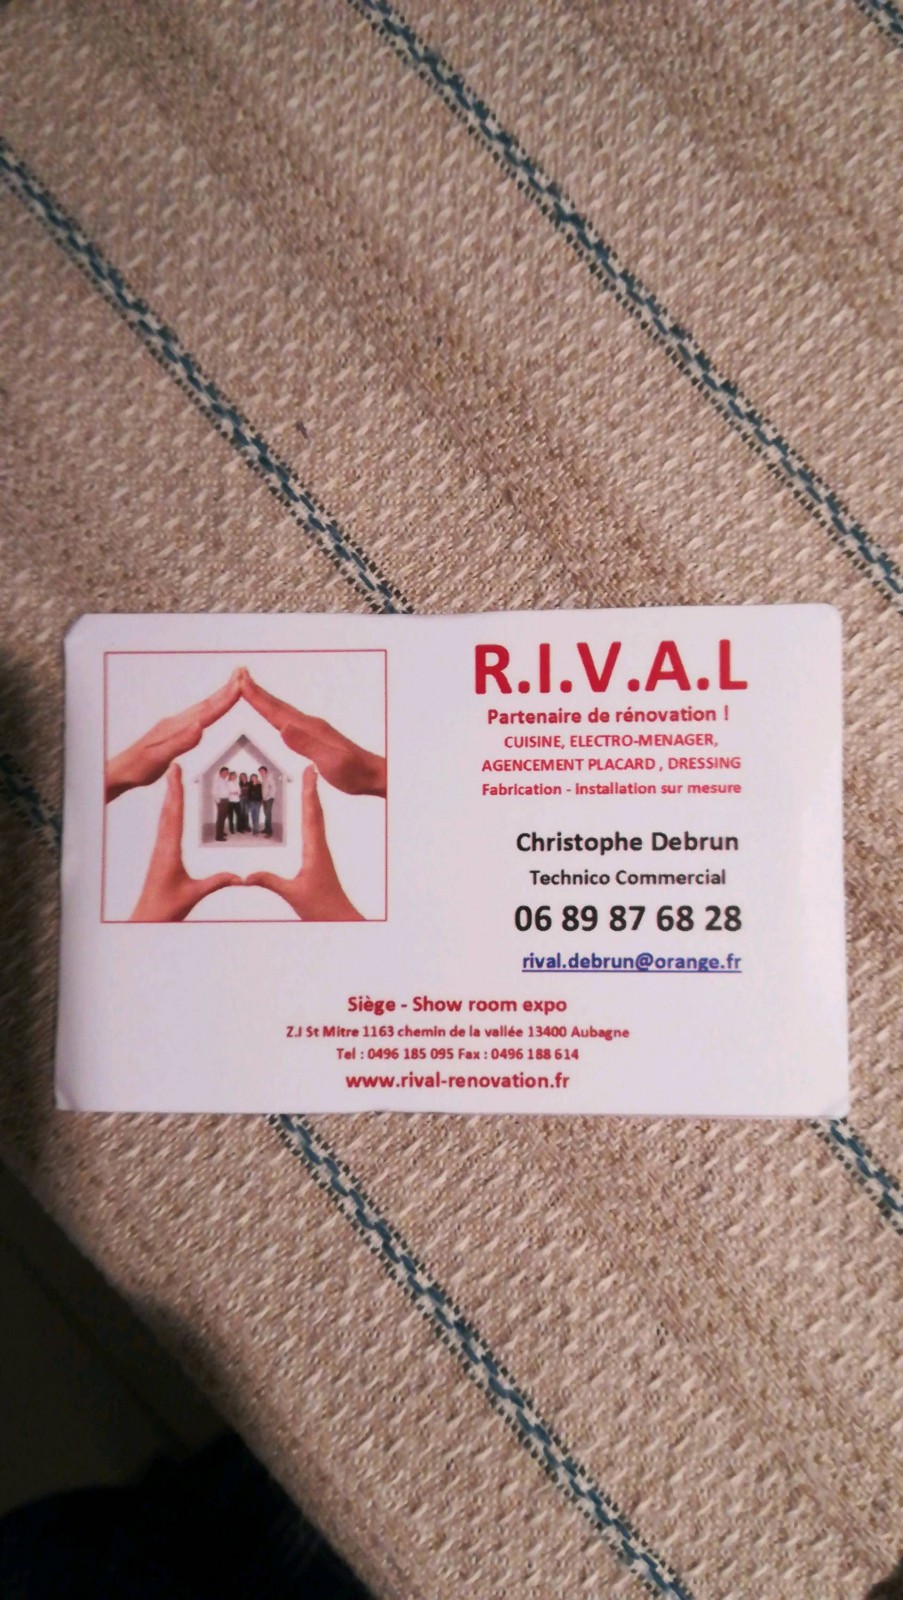 R.I.V.A.L
Partenaire de rénovation !
CUISINE, ELECTRO-MENAGER,
AGENCEMENT PLACARD , DRESSING
Fabrication - Installation sur mesure
Christophe Debrun
Technico Commercial
06 89 87 68 28
rival.debrun@orange.fr
Siège - Show room expo
Z.I St Mitre 1163 chemin de la vallée 13400 Aubagne
Tel : 0496 185 095 Fax : 0496 188 614
www.rival-renovation.fr